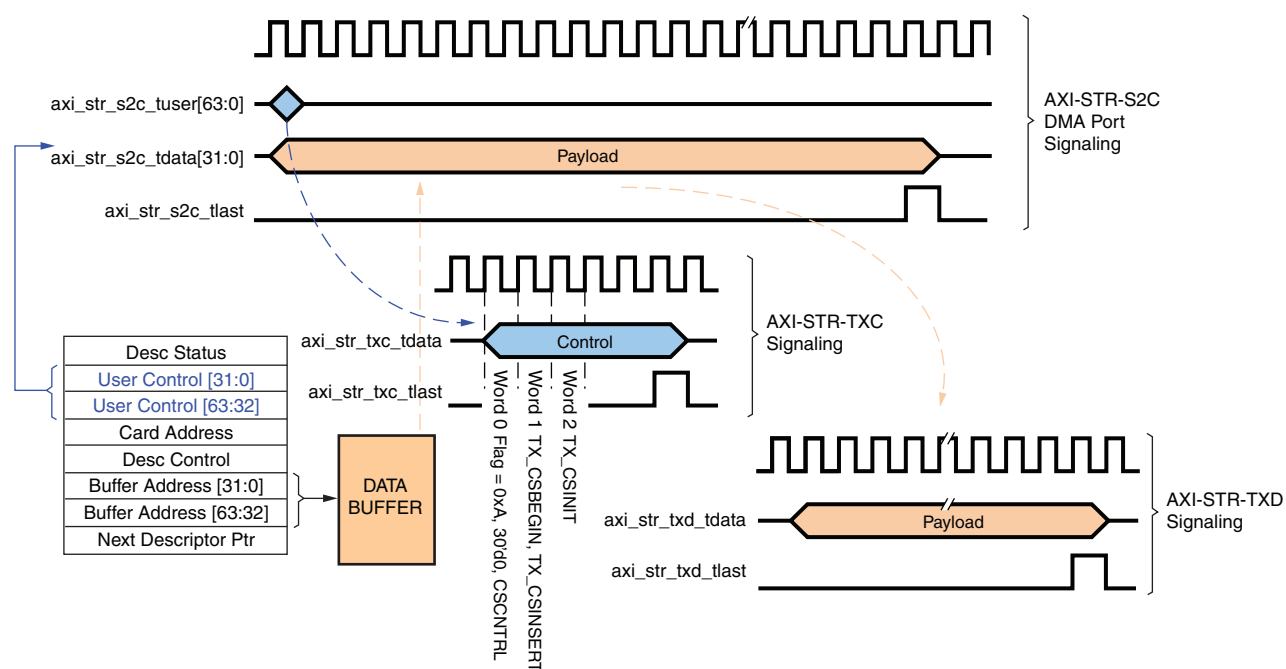 axi_str_s2c_tuser[63:0]
axi_str_s2c_tdata[31:0]
Payload
axi_str_s2c_tlast
AXI-STR-S2C
DMA Port
Signaling
axi_str_txc_tdata
Control
axi_str_txc_tlast
AXI-STR-TXC
Signaling
Word 0 Flag = 0xA, 30'd0, CSCNTRL
Word 1 TX_CSBEGIN, TX_CSINSERT
Word 2 TX_CSINIT
Desc Status
User Control [31:0]
User Control [63:32]
Card Address
Desc Control
Buffer Address [31:0]
Buffer Address [63:32]
Next Descriptor Ptr
DATA
BUFFER
axi_str_txd_tdata
Payload
axi_str_txd_tlast
AXI-STR-TXD
Signaling